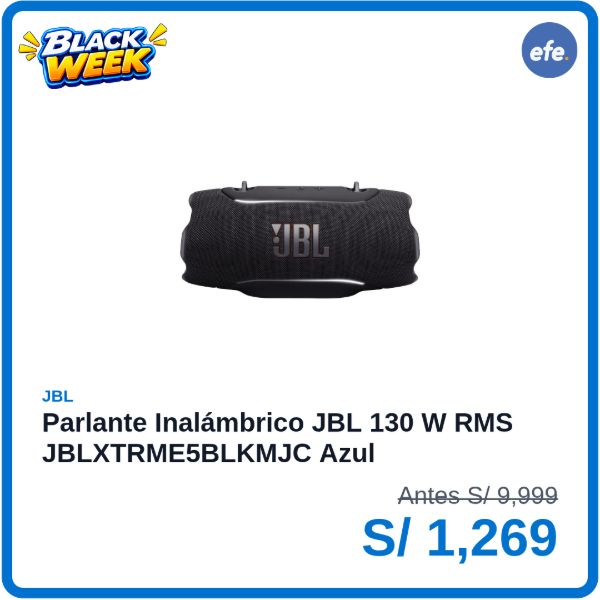 BLACK
WEEK
efe.
JBL
JBL
Parlante Inalámbrico JBL 130 W RMS
JBLXTRME5BLKMJC Azul
Antes S/ 9,999
S/ 1,269